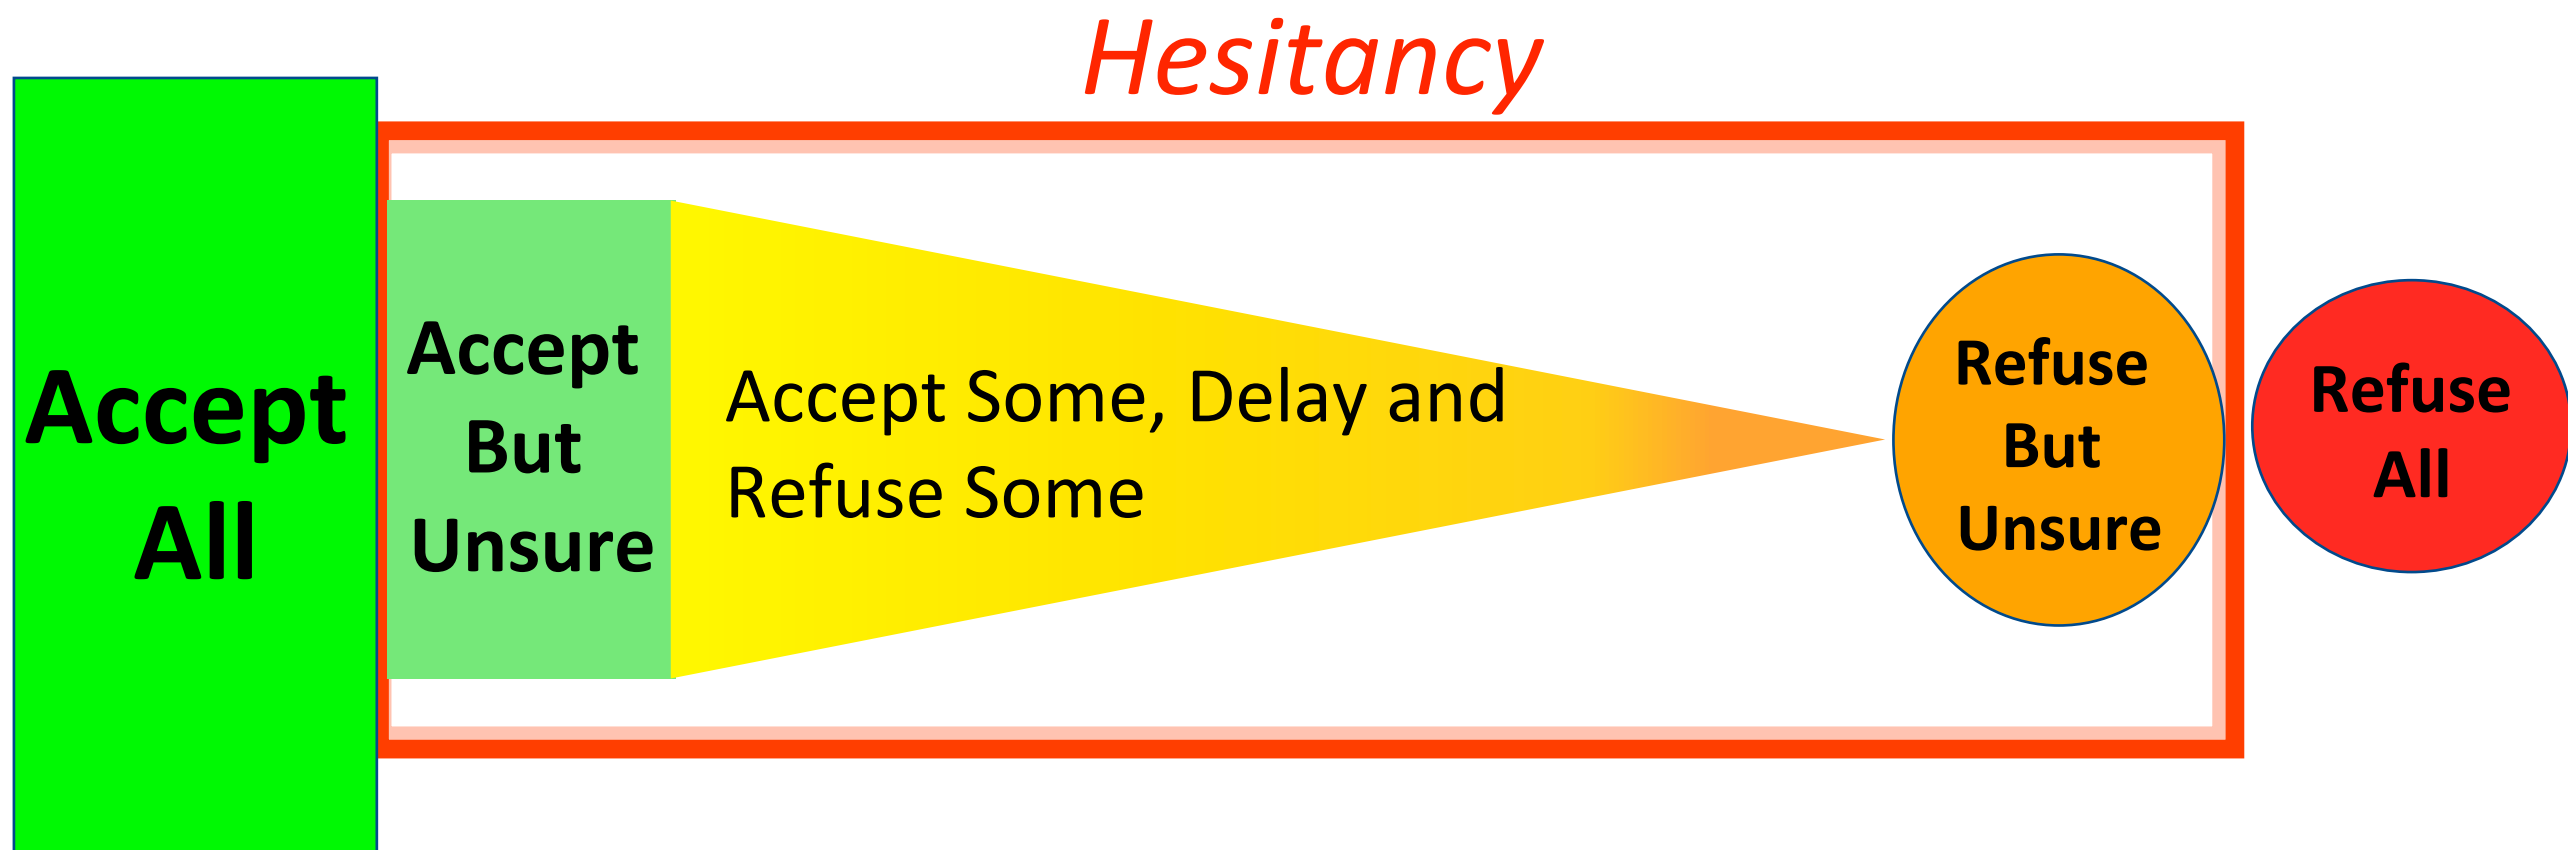 Hesitancy
Accept
All
Accept
But
Unsure
Accept Some, Delay and
Refuse Some
Refuse
But
Unsure
Refuse
All